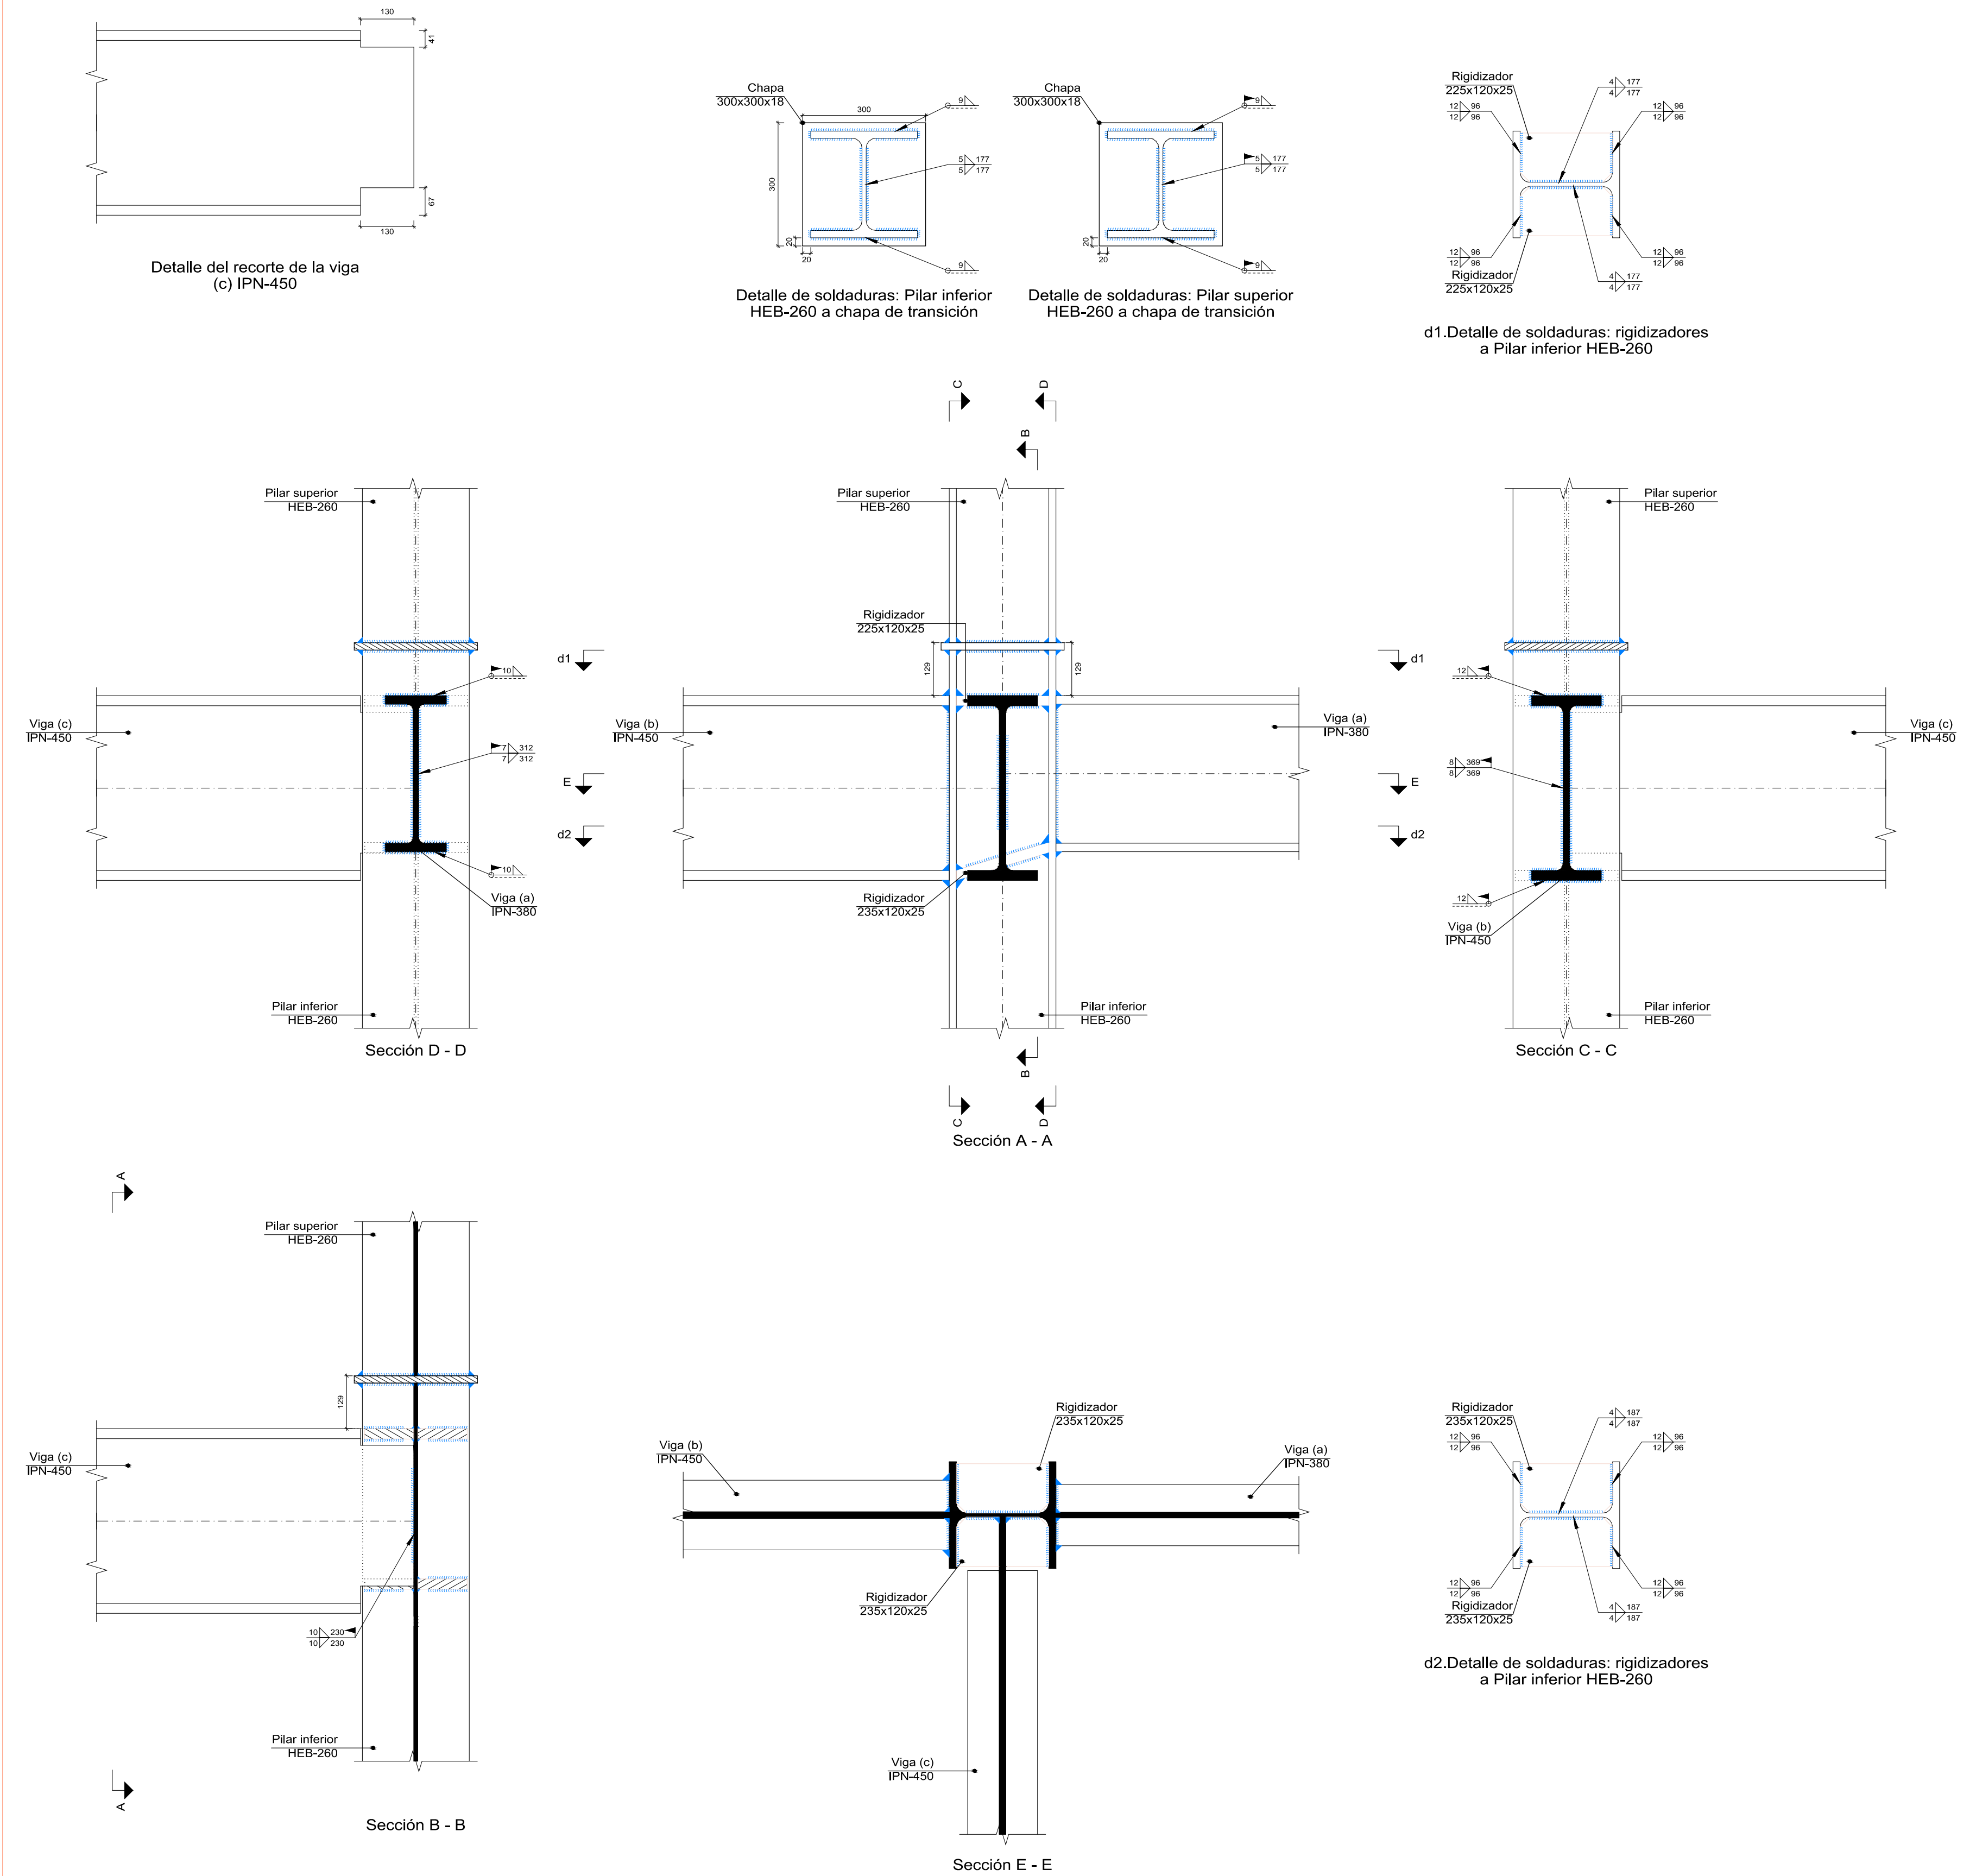 130
41
67
130
Detalle del recorte de la viga
(c) IPN-450
Chapa
300x300x18
300
300
20
20
9
5 177
5 177
9
Detalle de soldaduras: Pilar inferior
HEB-260 a chapa de transición
Chapa
300x300x18
20
20
9
5 177
5 177
9
Detalle de soldaduras: Pilar superior
HEB-260 a chapa de transición
Rigidizador
225x120x25
12 96
12 96
4 177
4 177
12 96
12 96
12 96
12 96
Rigidizador
225x120x25
4 177
4 177
12 96
12 96
d1.Detalle de soldaduras: rigidizadores
a Pilar inferior HEB-260
Pilar superior
HEB-260
10
Viga (c)
IPN-450
7 312
7 312
10
Viga (a)
IPN-380
Pilar inferior
HEB-260
Sección D - D
d1
E
d2
C
D
B
Pilar superior
HEB-260
Rigidizador
225x120x25
129
129
Viga (b)
IPN-450
Viga (a)
IPN-380
Rigidizador
235x120x25
Pilar inferior
HEB-260
B
C
D
Sección A - A
d1
E
d2
Pilar superior
HEB-260
12
Viga (c)
IPN-450
8 369
8 369
12
Viga (b)
IPN-450
Pilar inferior
HEB-260
Sección C - C
A
Pilar superior
HEB-260
129
Viga (c)
IPN-450
10 230
10 230
Pilar inferior
HEB-260
A
Sección B - B
Rigidizador
235x120x25
Viga (b)
IPN-450
Viga (a)
IPN-380
Rigidizador
235x120x25
Viga (c)
IPN-450
Sección E - E
Rigidizador
235x120x25
12 96
12 96
4 187
4 187
12 96
12 96
12 96
12 96
Rigidizador
235x120x25
4 187
4 187
12 96
12 96
d2.Detalle de soldaduras: rigidizadores
a Pilar inferior HEB-260